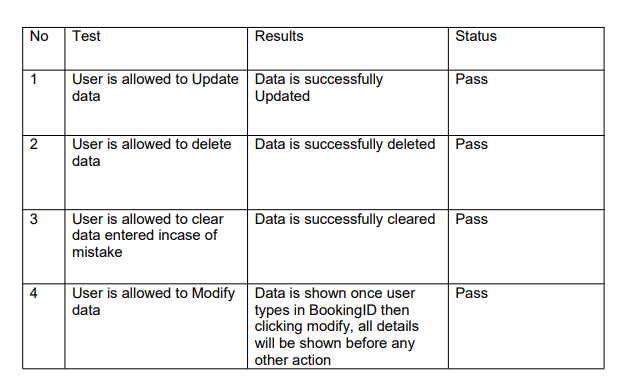 No Test Results Status
1 User is allowed to Update Data is successfully Pass
data Updated
2 User is allowed to delete Data is successfully deleted Pass
data
3 User is allowed to clear Data is successfully cleared Pass
data entered incase of
mistake
4 User is allowed to Modify Data is shown once user Pass
data types in BookingID then
clicking modify, all details
will be shown before any
other action